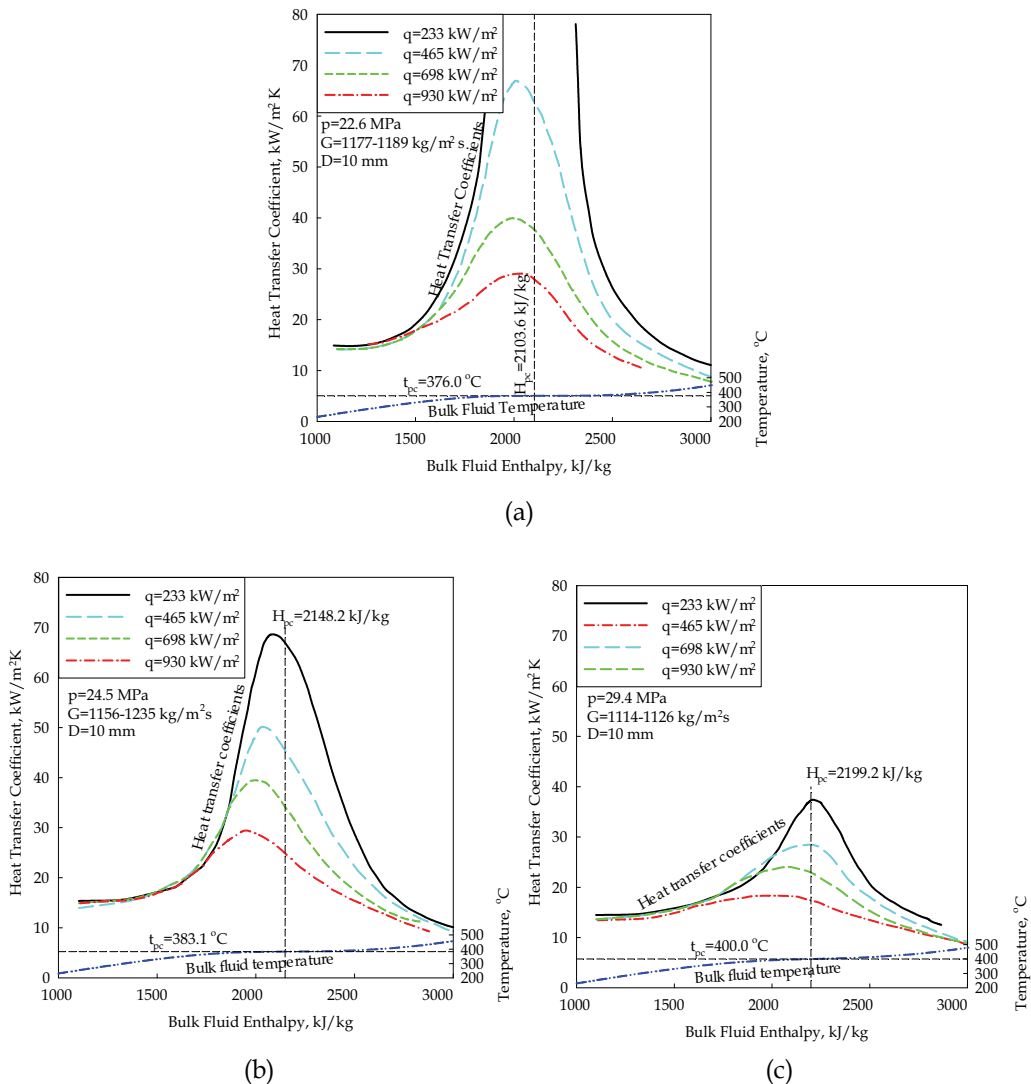 80
70
60
50
40
30
20
10
0
Heat Transfer Coefficient, kW/m² K
q=233 kW/m²
q=465 kW/m²
q=698 kW/m²
q=930 kW/m²
p=22.6 MPa
G=1177-1189 kg/m² s
D=10 mm
Heat Transfer Coefficients
H_pc=2103.6 kJ/kg
t_pc=376.0 °C
Bulk Fluid Temperature
500
400
300
200
Temperature, °C
1000 1500 2000 2500 3000
Bulk Fluid Enthalpy, kJ/kg
(a)
80
70
60
50
40
30
20
10
0
Heat Transfer Coefficient, kW/m²K
q=233 kW/m²
q=465 kW/m²
q=698 kW/m²
q=930 kW/m²
H_pc=2148.2 kJ/kg
p=24.5 MPa
G=1156-1235 kg/m²s
D=10 mm
Heat transfer coefficients
t_pc=383.1 °C
Bulk fluid temperature
500
400
300
200
Temperature, °C
1000 1500 2000 2500 3000
Bulk Fluid Enthalpy, kJ/kg
(b)
80
70
60
50
40
30
20
10
0
Heat Transfer Coefficient, kW/m² K
q=233 kW/m²
q=465 kW/m²
q=698 kW/m²
q=930 kW/m²
p=29.4 MPa
G=1114-1126 kg/m²s
D=10 mm
H_pc=2199.2 kJ/kg
Heat transfer coefficients
t_pc=400.0 °C
Bulk fluid temperature
500
400
300
200
Temperature, °C
1000 1500 2000 2500 3000
Bulk Fluid Enthalpy, kJ/kg
(c)